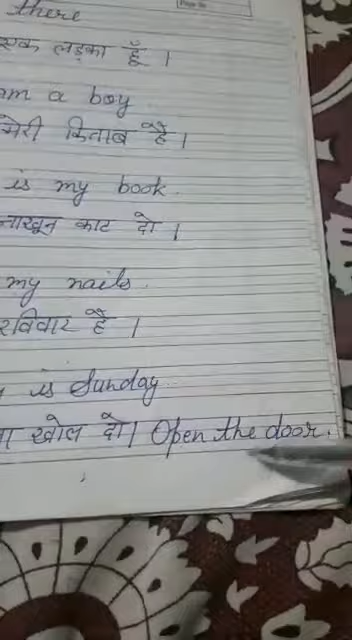 there
एक लड़का हूँ ।
am a boy
मेरी किताब है ।
is my book.
नाखून काट दो ।
my nails.
रविवार है ।
is Sunday
खोल दो। Open the door.